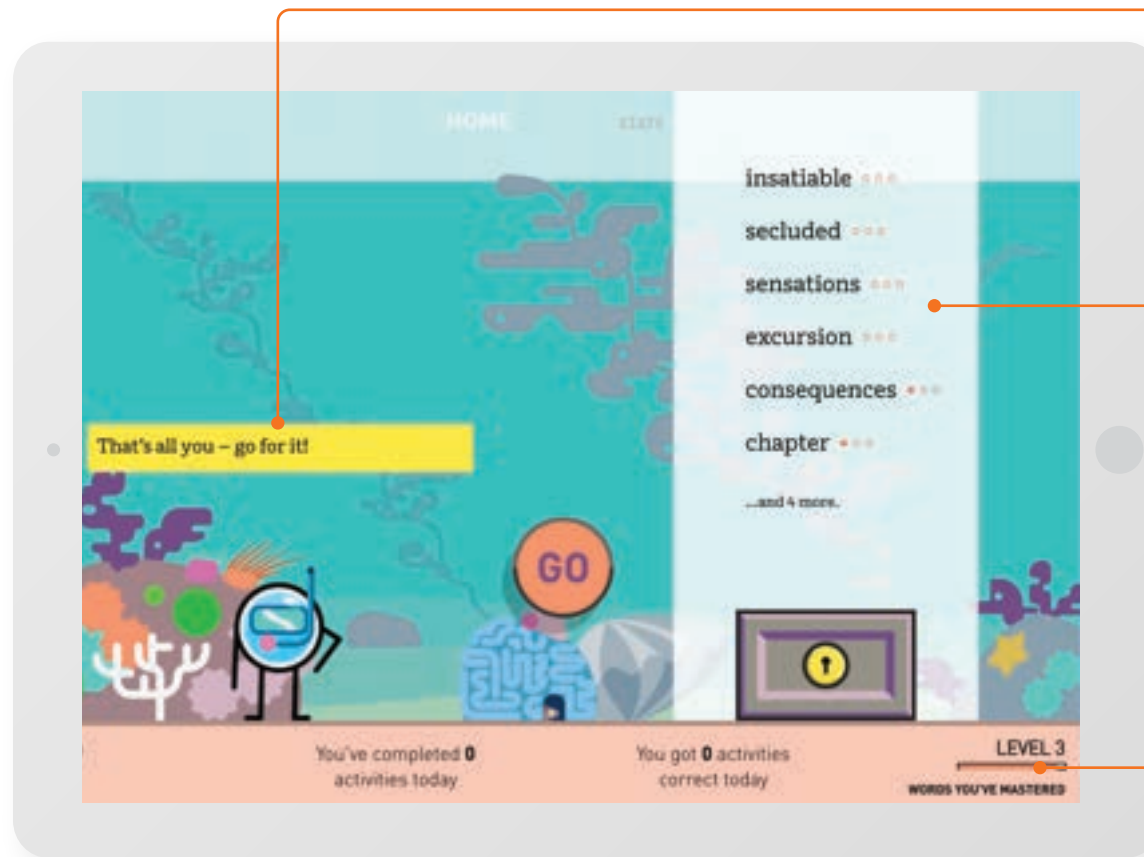 HOME
STATS
insatiable
secluded
sensations
excursion
consequences
chapter
...and 4 more.
That's all you – go for it!
GO
You've completed 0
activities today
You got 0 activities
correct today
LEVEL 3
WORDS YOU'VE MASTERED